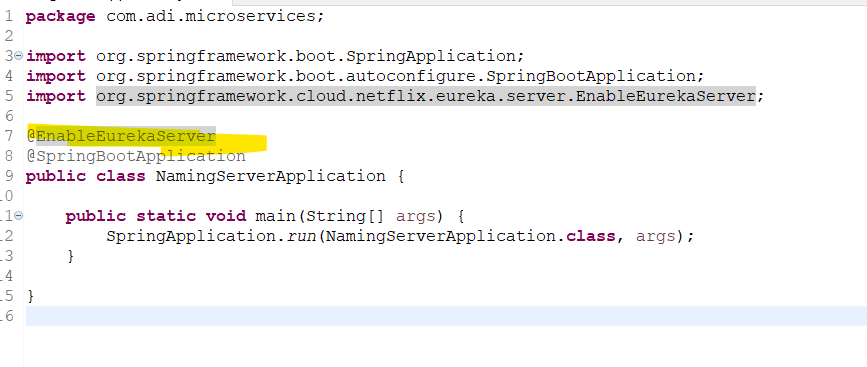 1 package com.adi.microservices;
2
3 import org.springframework.boot.SpringApplication;
4 import org.springframework.boot.autoconfigure.SpringBootApplication;
5 import org.springframework.cloud.netflix.eureka.server.EnableEurekaServer;
6
7 @EnableEurekaServer
8 @SpringBootApplication
9 public class NamingServerApplication {
10
11     public static void main(String[] args) {
12         SpringApplication.run(NamingServerApplication.class, args);
13     }
14
15 }
16